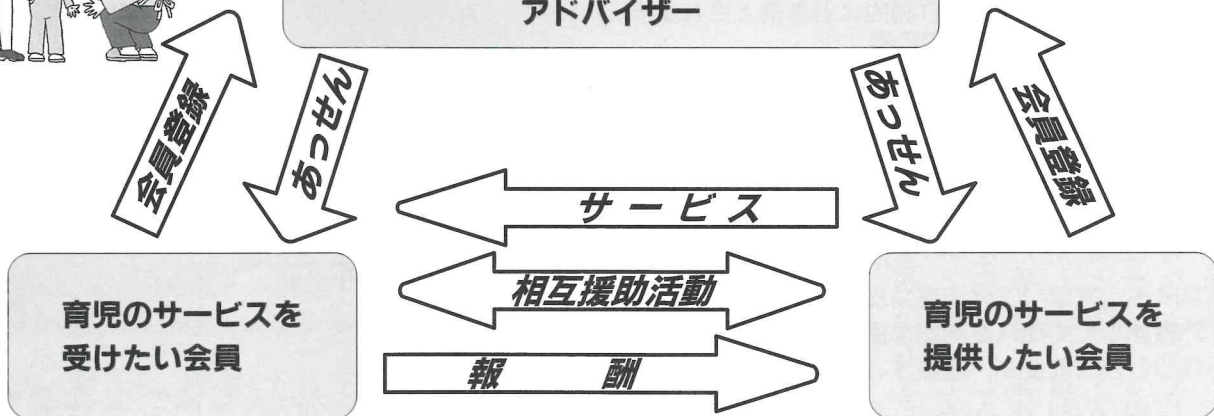 アドバイザー
会員登録
あっせん
あっせん
会員登録
サービス
相互援助活動
報酬
育児のサービスを
受けたい会員
育児のサービスを
提供したい会員